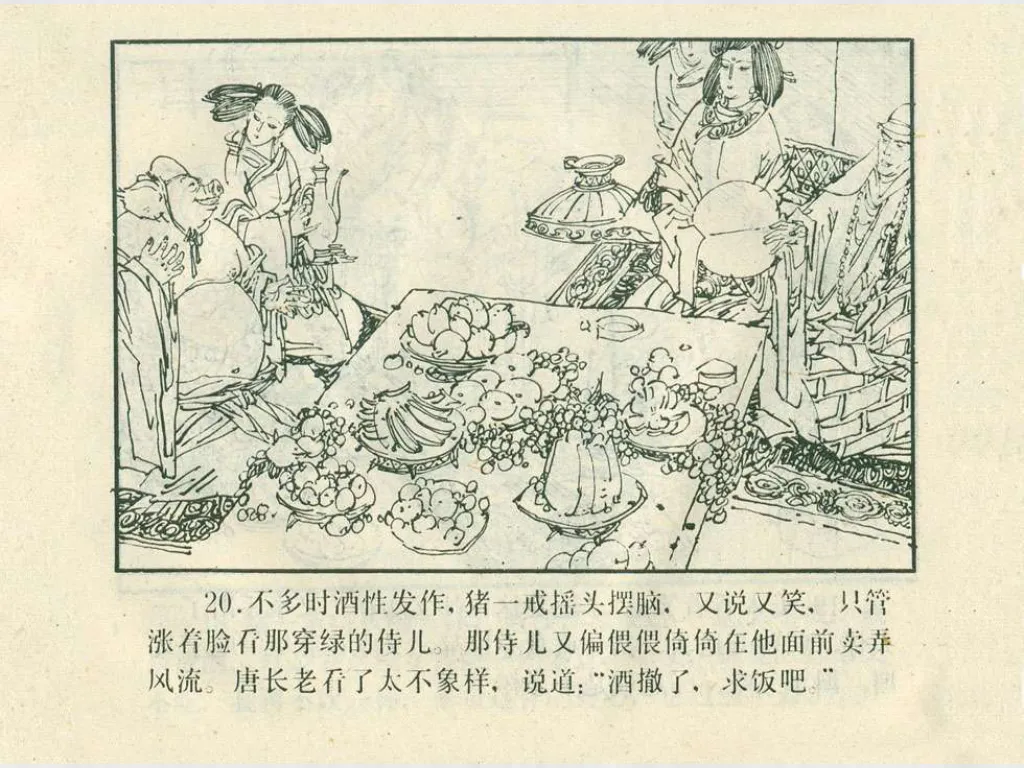 20.不多时酒性发作，猪一戒摇头摆脑，又说又笑，只管
涨着脸看那穿绿的侍儿。那侍儿又偏偎偎倚倚在他面前卖弄
风流。唐长老看了太不象样，说道：“酒撤了，求饭吧。”